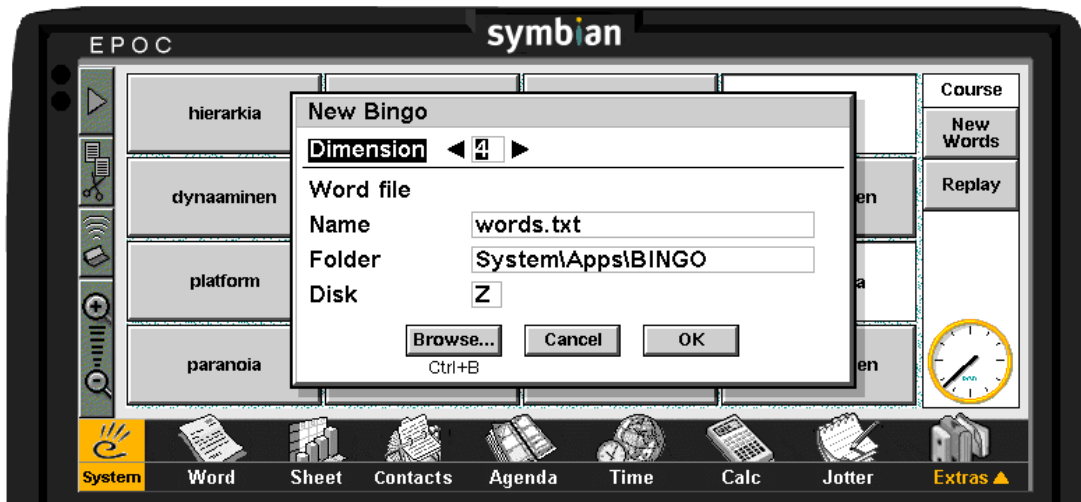 symbian
EPOC
Course
hierarkia
New Bingo
New
Words
Dimension 4
dynaaminen
Word file
en
Replay
Name words.txt
Folder System\Apps\BINGO
platform
a
Disk Z
Browse... Cancel OK
Ctrl+B
paranoia
en
System Word Sheet Contacts Agenda Time Calc Jotter Extras